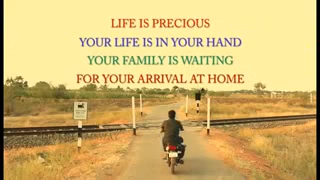 LIFE IS PRECIOUS
YOUR LIFE IS IN YOUR HAND
YOUR FAMILY IS WAITING
FOR YOUR ARRIVAL AT HOME